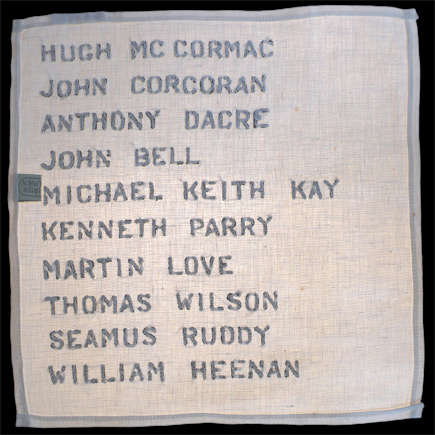 HUGH MC CORMAC
JOHN CORCORAN
ANTHONY DACRE
JOHN BELL
MICHAEL KEITH KAY
KENNETH PARRY
MARTIN LOVE
THOMAS WILSON
SEAMUS RUDDY
WILLIAM HEENAN